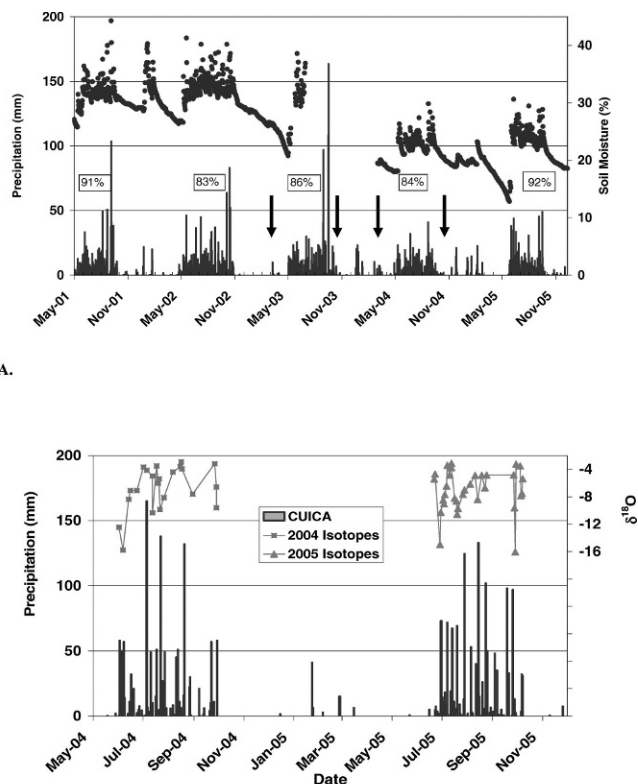 200
150
100
50
0
Precipitation (mm)
40
30
20
10
0
Soil Moisture (%)
91%
83%
86%
84%
92%
May-01
Nov-01
May-02
Nov-02
May-03
Nov-03
May-04
Nov-04
May-05
Nov-05
A.
200
150
100
50
0
Precipitation (mm)
-4
-8
-12
-16
δ18O
CUICA
2004 Isotopes
2005 Isotopes
May-04
Jul-04
Sep-04
Nov-04
Jan-05
Mar-05
May-05
Jul-05
Sep-05
Nov-05
Date